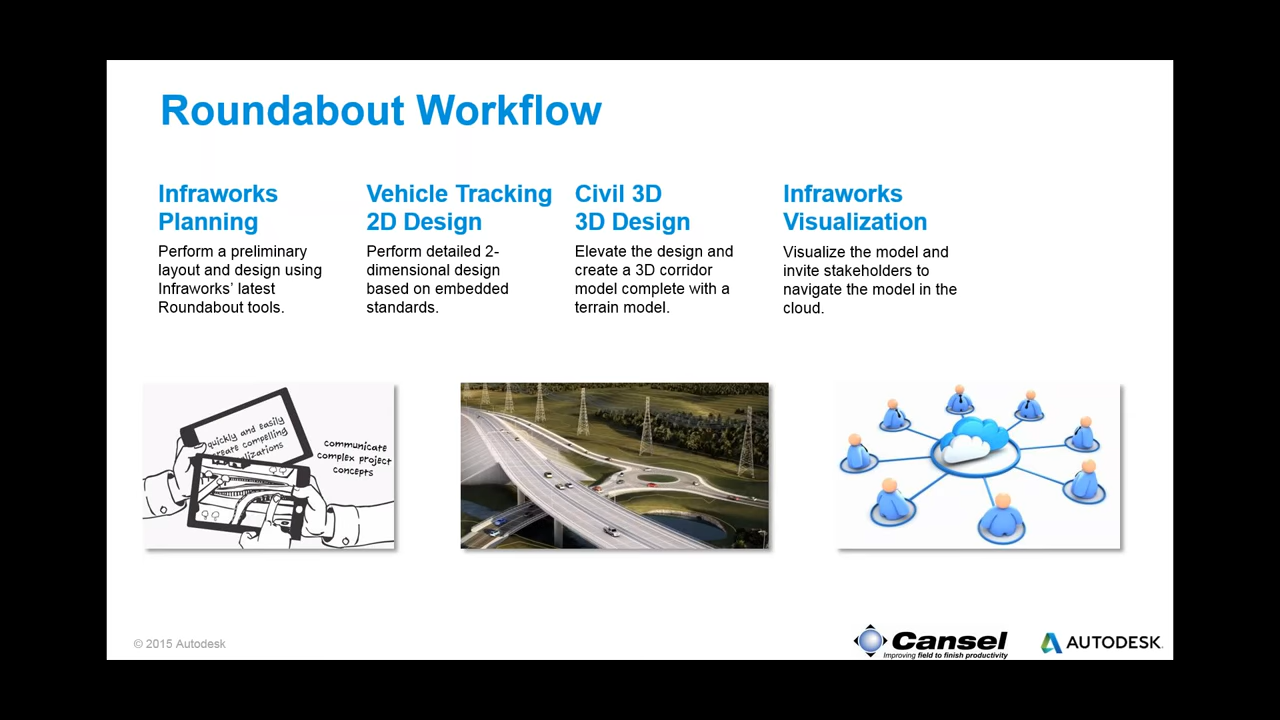 Roundabout Workflow
Infraworks
Planning
Perform a preliminary
layout and design using
Infraworks' latest
Roundabout tools.
Vehicle Tracking
2D Design
Perform detailed 2-
dimensional design
based on embedded
standards.
Civil 3D
3D Design
Elevate the design and
create a 3D corridor
model complete with a
terrain model.
Infraworks
Visualization
Visualize the model and
invite stakeholders to
navigate the model in the
cloud.
quickly and easily
create compelling
communicate
complex project
concepts
© 2015 Autodesk
Cansel
Improving field to finish productivity
AUTODESK.